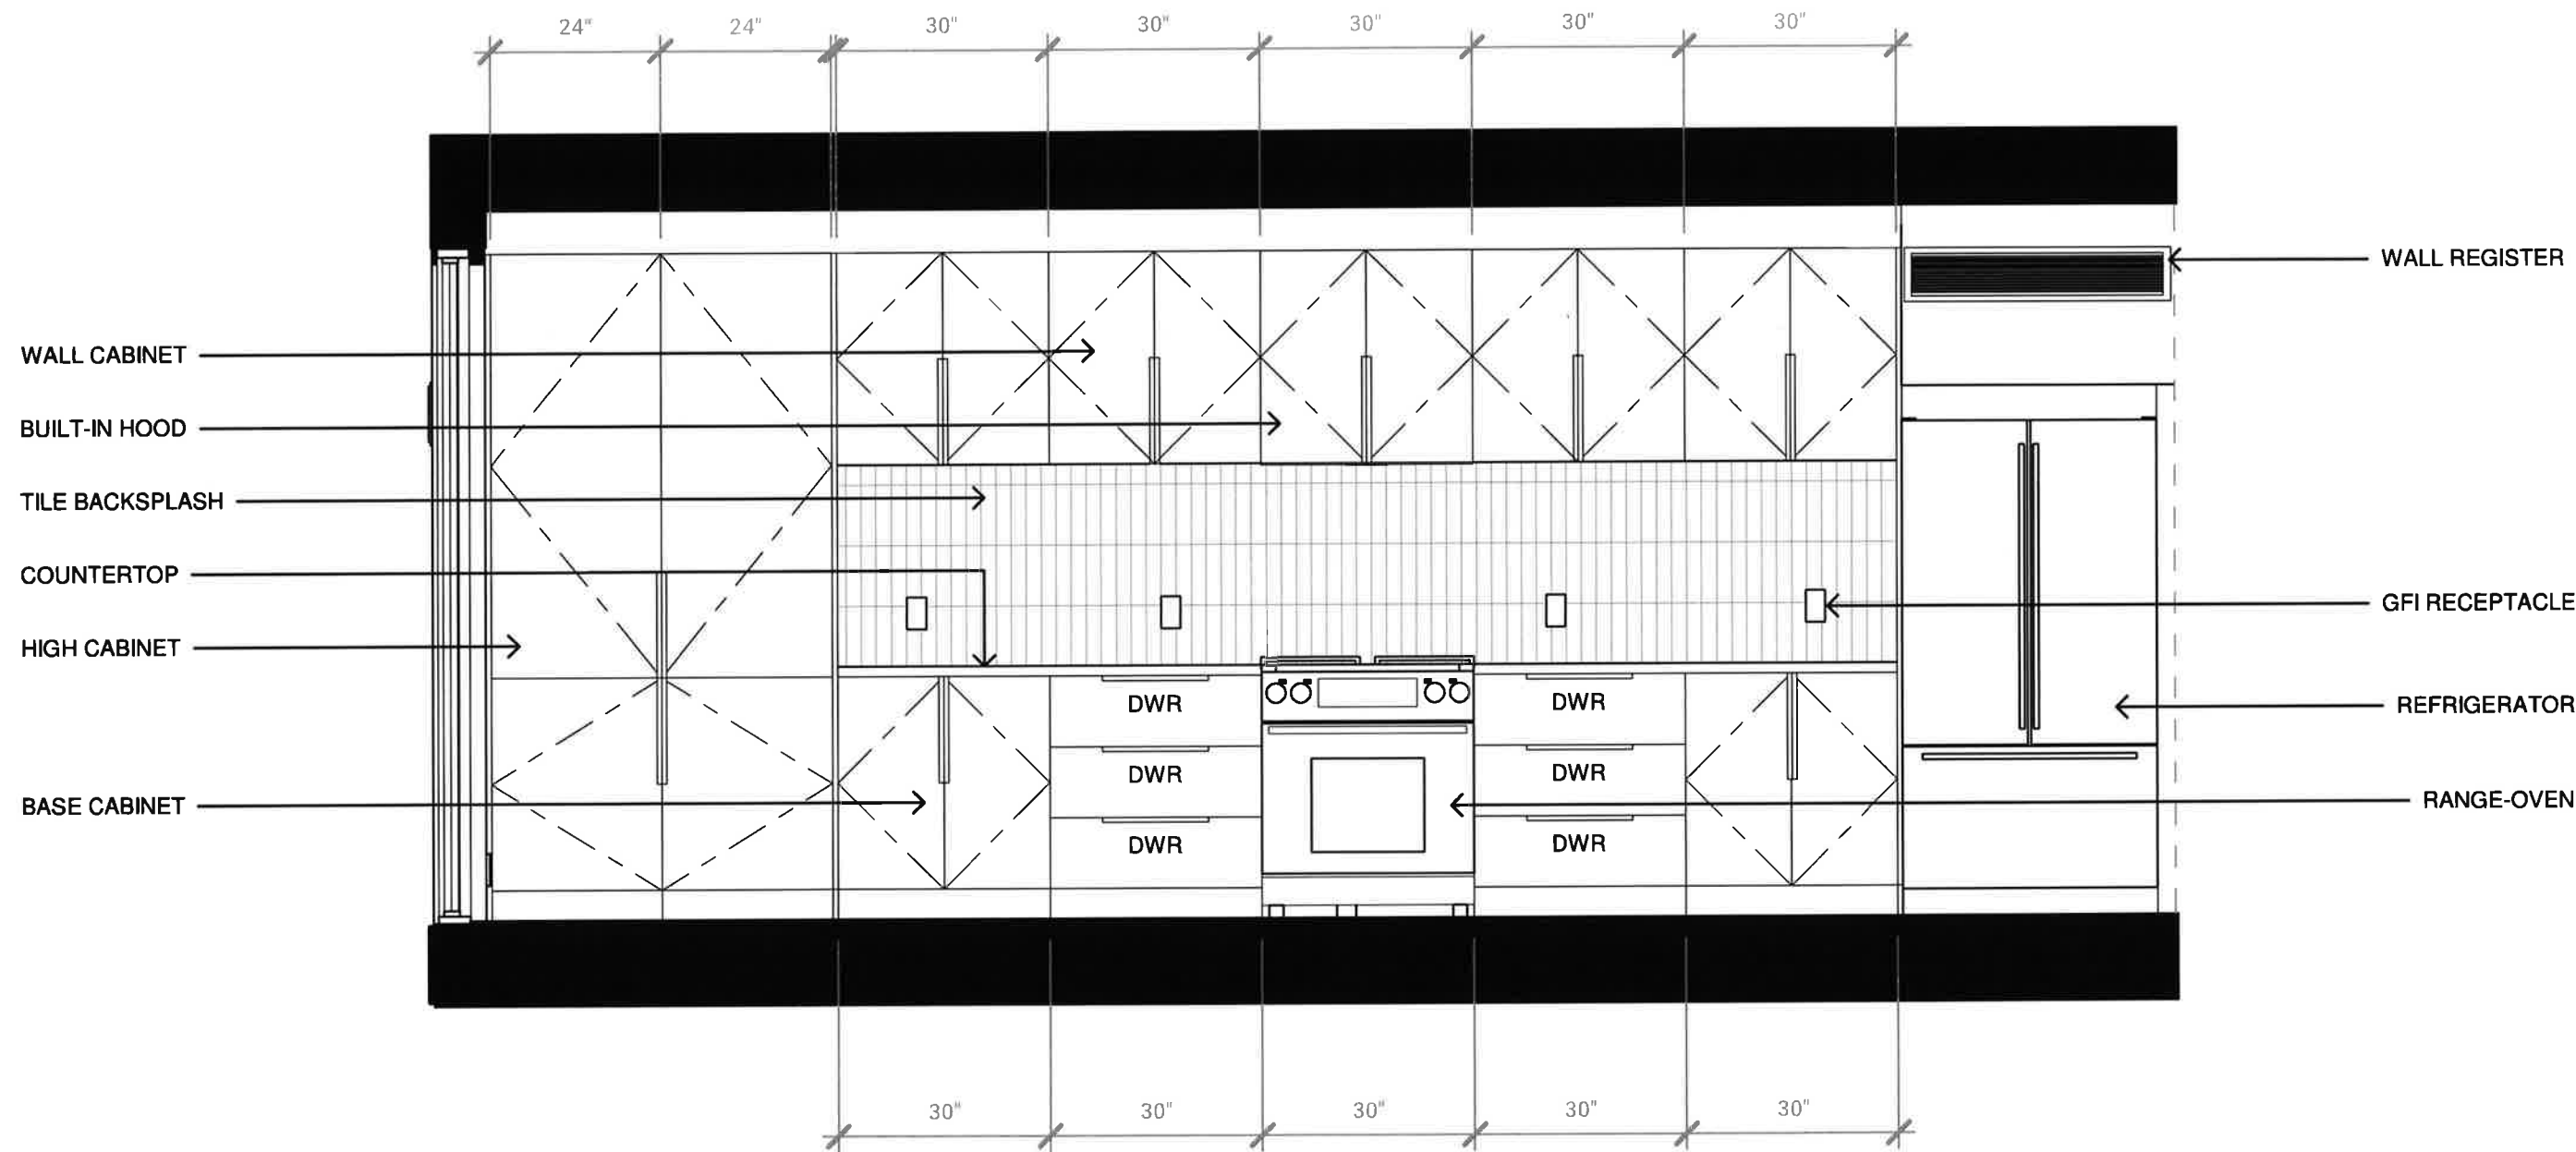 24" 24" 30" 30" 30" 30" 30"
WALL REGISTER
WALL CABINET
BUILT-IN HOOD
TILE BACKSPLASH
COUNTERTOP
GFI RECEPTACLE
HIGH CABINET
DWR DWR
REFRIGERATOR
DWR DWR
BASE CABINET
RANGE-OVEN
DWR DWR
30" 30" 30" 30" 30"